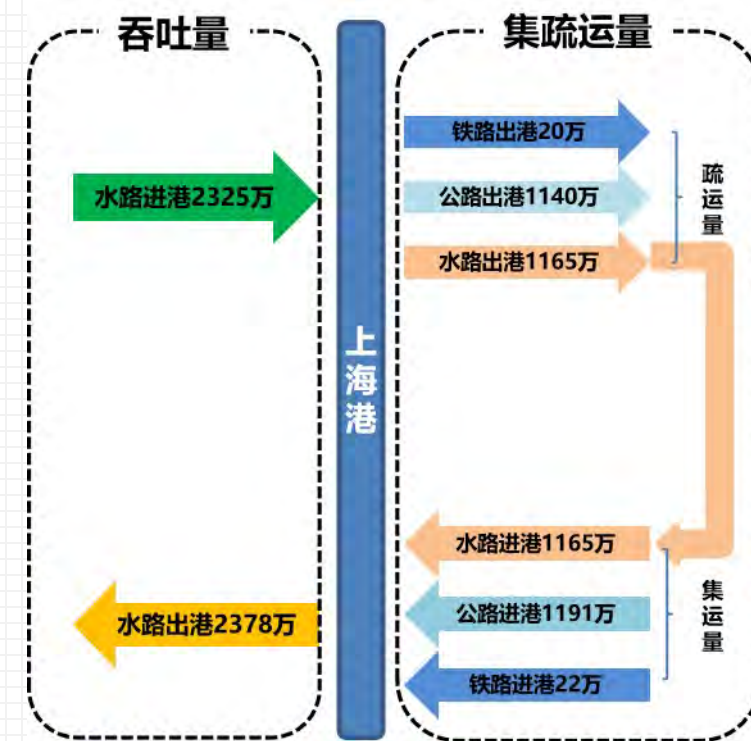 吞吐量
集疏运量
水路进港2325万
水路出港2378万
上海港
铁路出港20万
公路出港1140万
水路出港1165万
疏运量
水路进港1165万
公路进港1191万
铁路进港22万
集运量